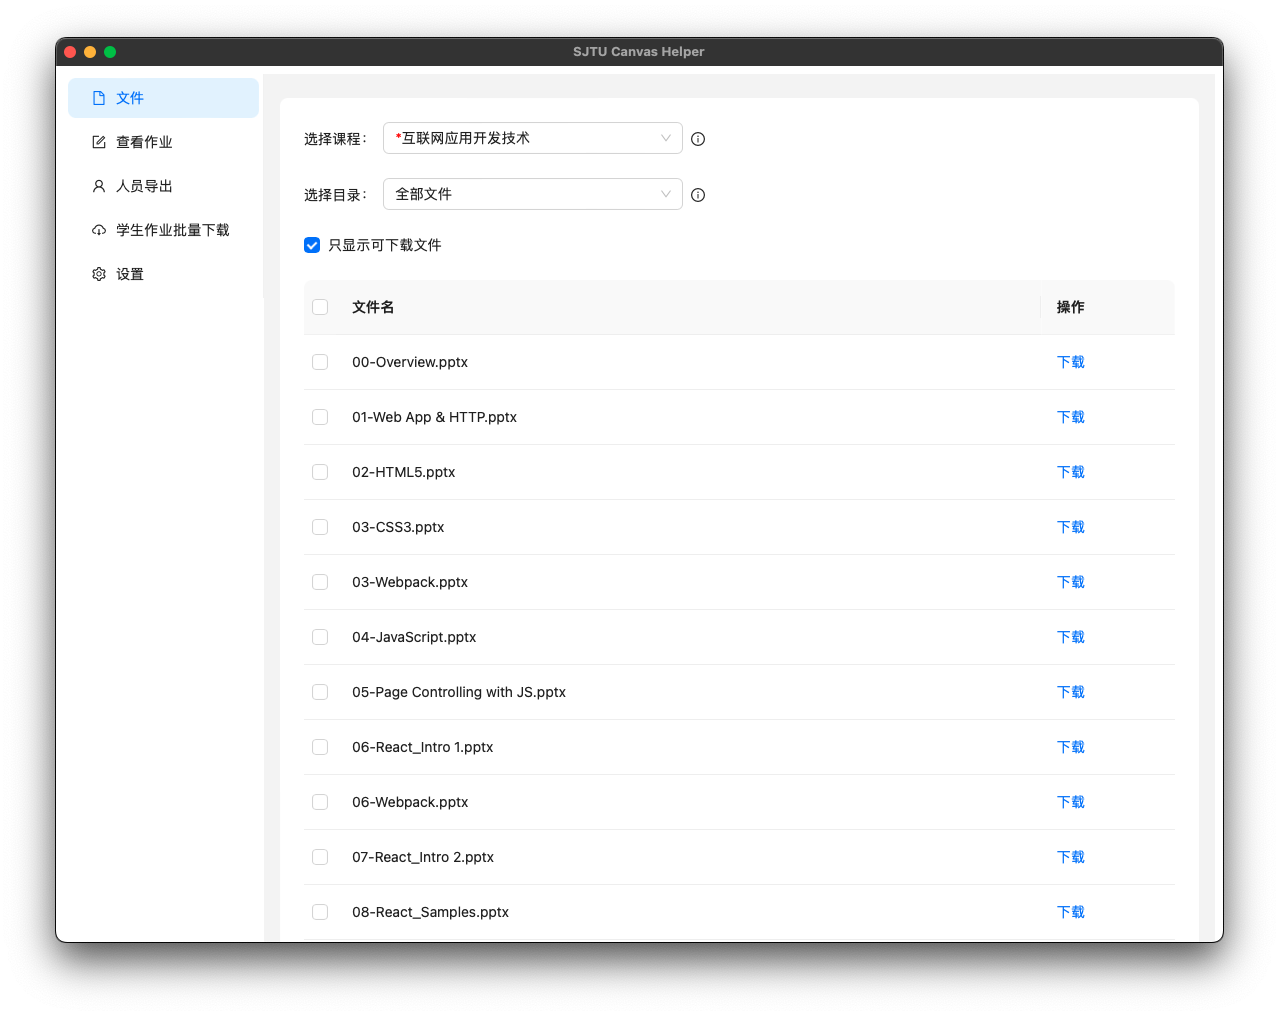 SJTU Canvas Helper
文件
查看作业
人员导出
学生作业批量下载
设置
选择课程： *互联网应用开发技术
选择目录： 全部文件
只显示可下载文件
文件名 操作
00-Overview.pptx 下载
01-Web App & HTTP.pptx 下载
02-HTML5.pptx 下载
03-CSS3.pptx 下载
03-Webpack.pptx 下载
04-JavaScript.pptx 下载
05-Page Controlling with JS.pptx 下载
06-React_Intro 1.pptx 下载
06-Webpack.pptx 下载
07-React_Intro 2.pptx 下载
08-React_Samples.pptx 下载